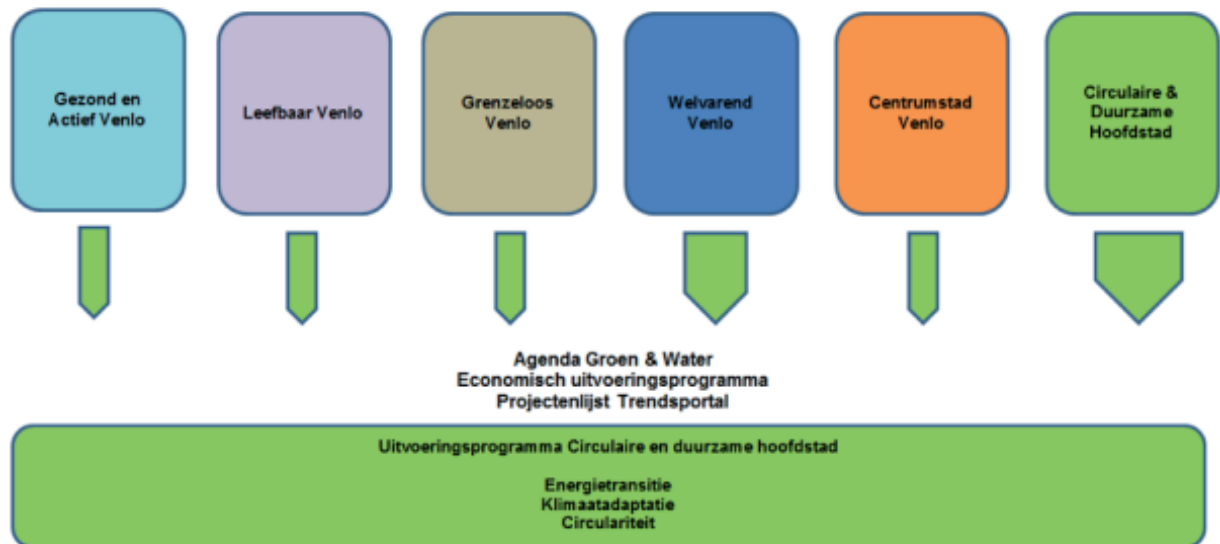 Gezond en
Actief Venlo
Leefbaar Venlo
Grenzeloos
Venlo
Welvarend
Venlo
Centrumstad
Venlo
Circulaire &
Duurzame
Hoofdstad
Agenda Groen & Water
Economisch uitvoeringsprogramma
Projectenlijst Trendsportal
Uitvoeringsprogramma Circulaire en duurzame hoofdstad
Energietransitie
Klimaatadaptatie
Circulariteit